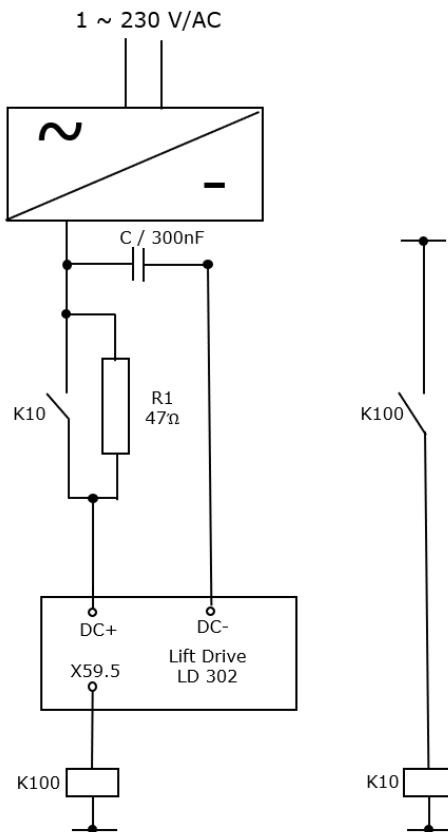 1 ~ 230 V/AC
~
-
C / 300nF
K10
R1
47Ω
K100
DC+
DC-
X59.5
Lift Drive
LD 302
K100
K10